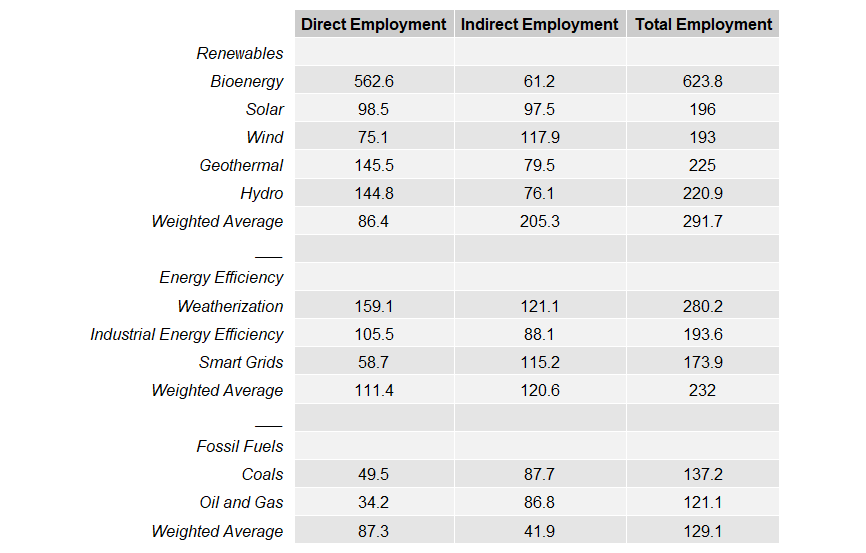 Direct Employment Indirect Employment Total Employment
Renewables
Bioenergy 562.6 61.2 623.8
Solar 98.5 97.5 196
Wind 75.1 117.9 193
Geothermal 145.5 79.5 225
Hydro 144.8 76.1 220.9
Weighted Average 86.4 205.3 291.7
___
Energy Efficiency
Weatherization 159.1 121.1 280.2
Industrial Energy Efficiency 105.5 88.1 193.6
Smart Grids 58.7 115.2 173.9
Weighted Average 111.4 120.6 232
___
Fossil Fuels
Coals 49.5 87.7 137.2
Oil and Gas 34.2 86.8 121.1
Weighted Average 87.3 41.9 129.1